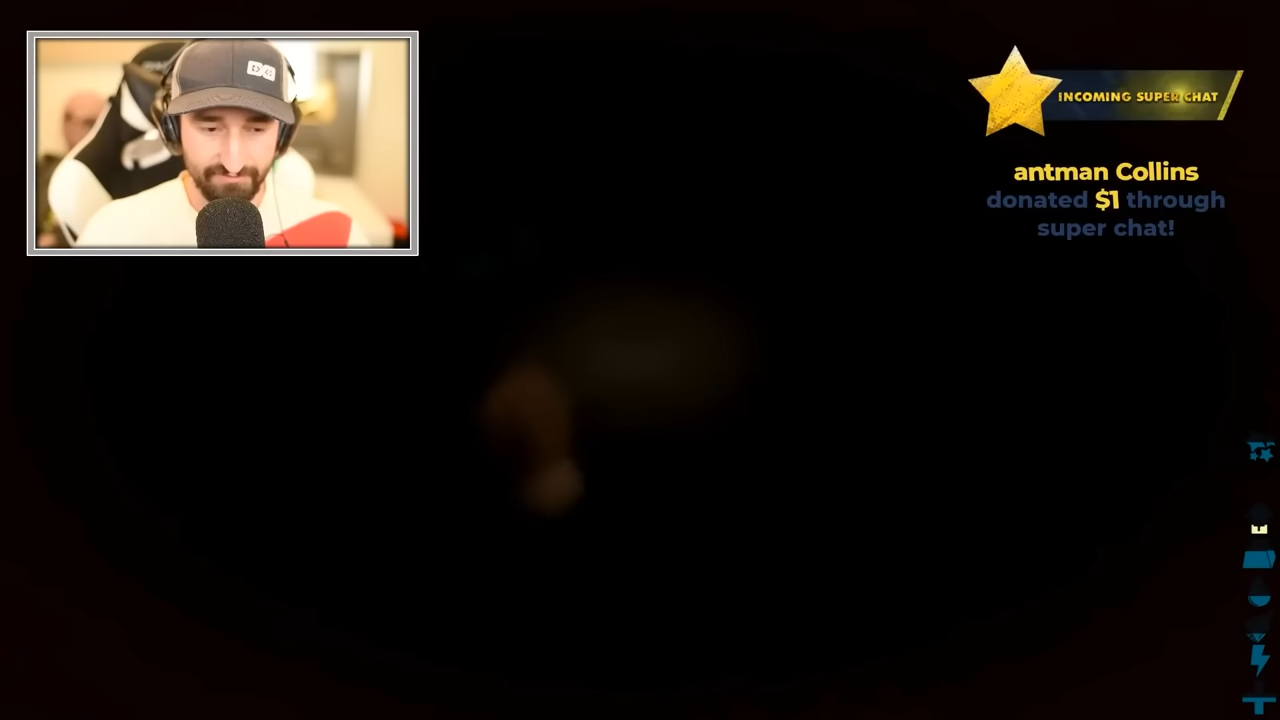 INCOMING SUPER CHAT
antman Collins
donated $1 through
super chat!